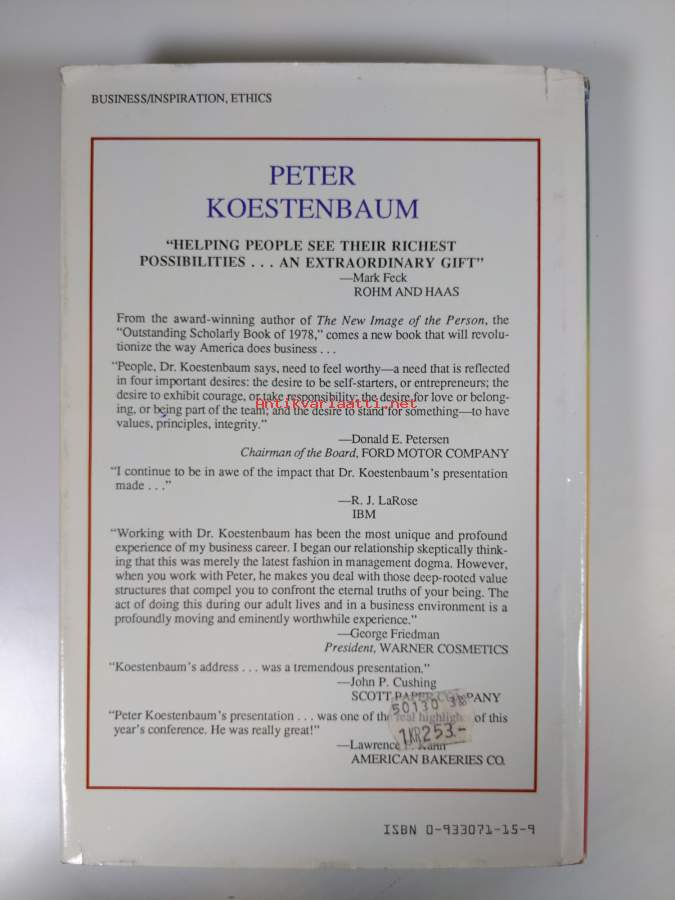 BUSINESS/INSPIRATION, ETHICS
PETER
KOESTENBAUM
“HELPING PEOPLE SEE THEIR RICHEST
POSSIBILITIES . . . AN EXTRAORDINARY GIFT”
—Mark Feck
ROHM AND HAAS
From the award-winning author of The New Image of the Person, the
“Outstanding Scholarly Book of 1978,” comes a new book that will revolu-
tionize the way America does business . . .
“People, Dr. Koestenbaum says, need to feel worthy—a need that is reflected
in four important desires: the desire to be self-starters, or entrepreneurs; the
desire to exhibit courage, or take responsibility; the desire for love or belong-
Antikvariaatti.net
ing, or being part of the team; and the desire to stand for something—to have
values, principles, integrity.”
—Donald E. Petersen
Chairman of the Board, FORD MOTOR COMPANY
“I continue to be in awe of the impact that Dr. Koestenbaum’s presentation
made . . .”
—R. J. LaRose
IBM
“Working with Dr. Koestenbaum has been the most unique and profound
experience of my business career. I began our relationship skeptically think-
ing that this was merely the latest fashion in management dogma. However,
when you work with Peter, he makes you deal with those deep-rooted value
structures that compel you to confront the eternal truths of your being. The
act of doing this during our adult lives and in a business environment is a
profoundly moving and eminently worthwhile experience.”
—George Friedman
President, WARNER COSMETICS
“Koestenbaum’s address . . . was a tremendous presentation.”
—John P. Cushing
SCOTT PAPER COMPANY
50130
“Peter Koestenbaum’s presentation . . . was one of the real highlights of this
KR 253.-
year’s conference. He was really great!”
—Lawrence
AMERICAN BAKERIES CO.
ISBN 0-933071-15-9